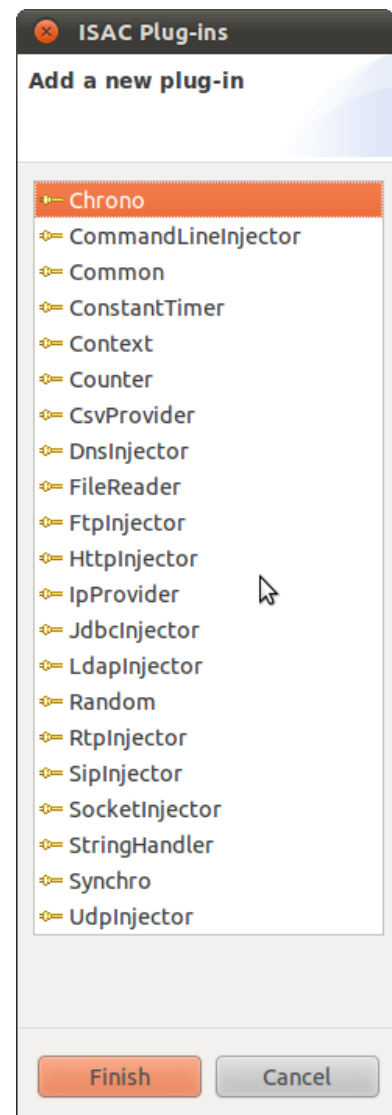 ISAC Plug-ins
Add a new plug-in
Chrono
CommandLineInjector
Common
ConstantTimer
Context
Counter
CsvProvider
DnsInjector
FileReader
FtpInjector
HttpInjector
IpProvider
JdbcInjector
LdapInjector
Random
RtpInjector
SipInjector
SocketInjector
StringHandler
Synchro
UdpInjector
Finish Cancel